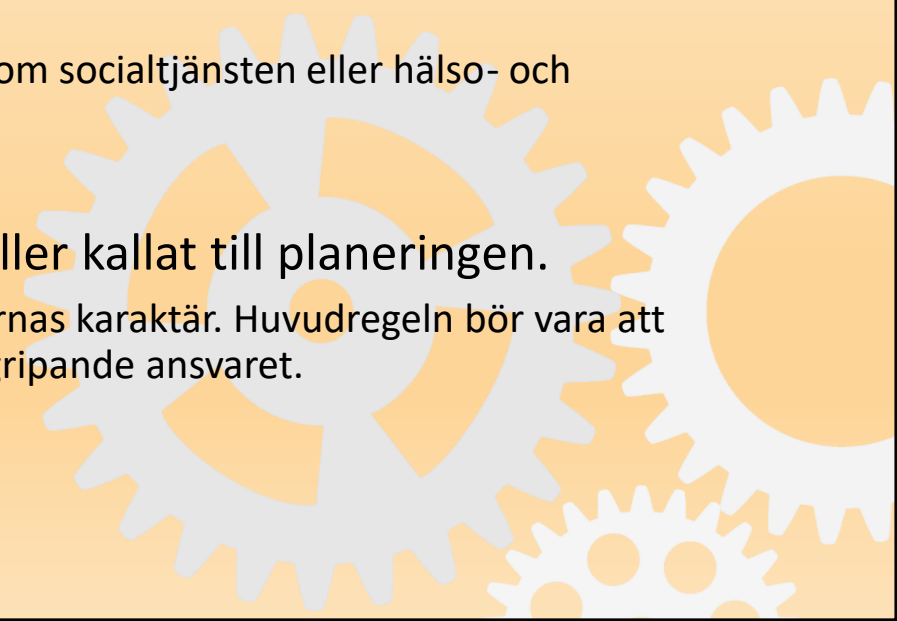 om socialtjänsten eller hälso- och
ller kallat till planeringen.
rnas karaktär. Huvudregeln bör vara att
gripande ansvaret.